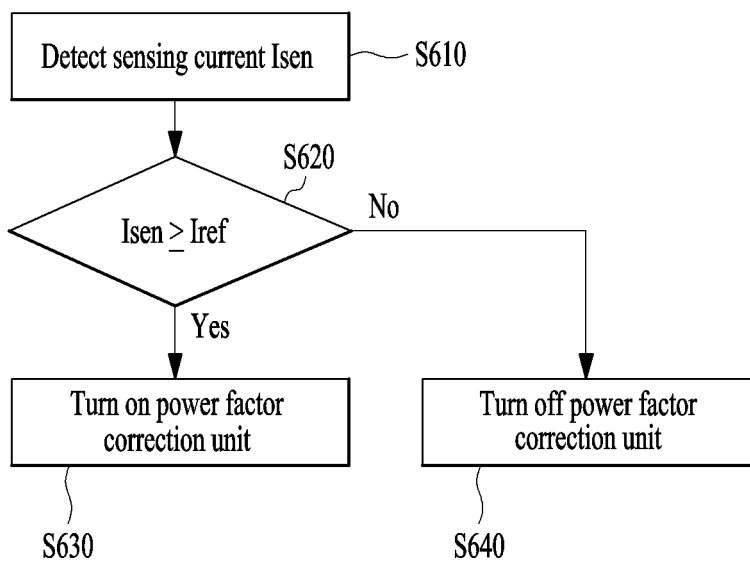 Detect sensing current Isen
S610
S620
Isen ≥ Iref
No
Yes
Turn on power factor
correction unit
Turn off power factor
correction unit
S630
S640